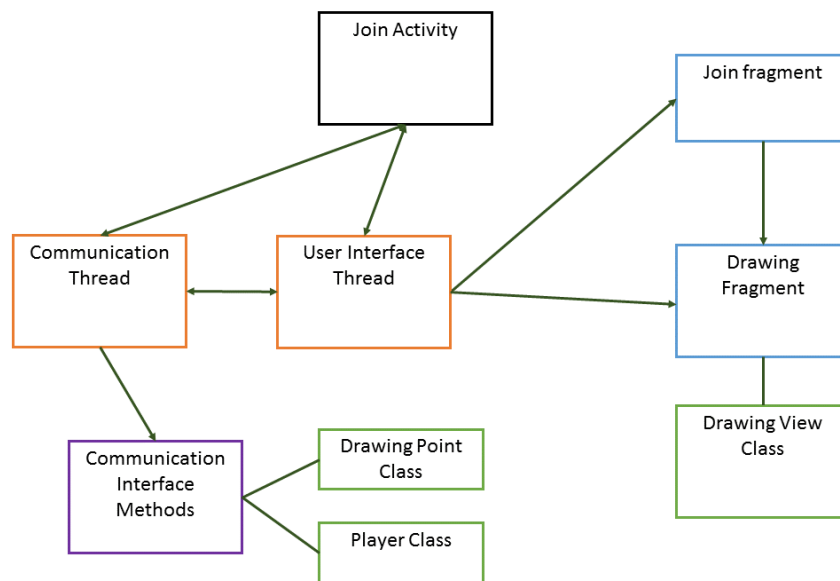 Join Activity
Join fragment
Communication
Thread
User Interface
Thread
Drawing
Fragment
Communication
Interface
Methods
Drawing Point
Class
Player Class
Drawing View
Class